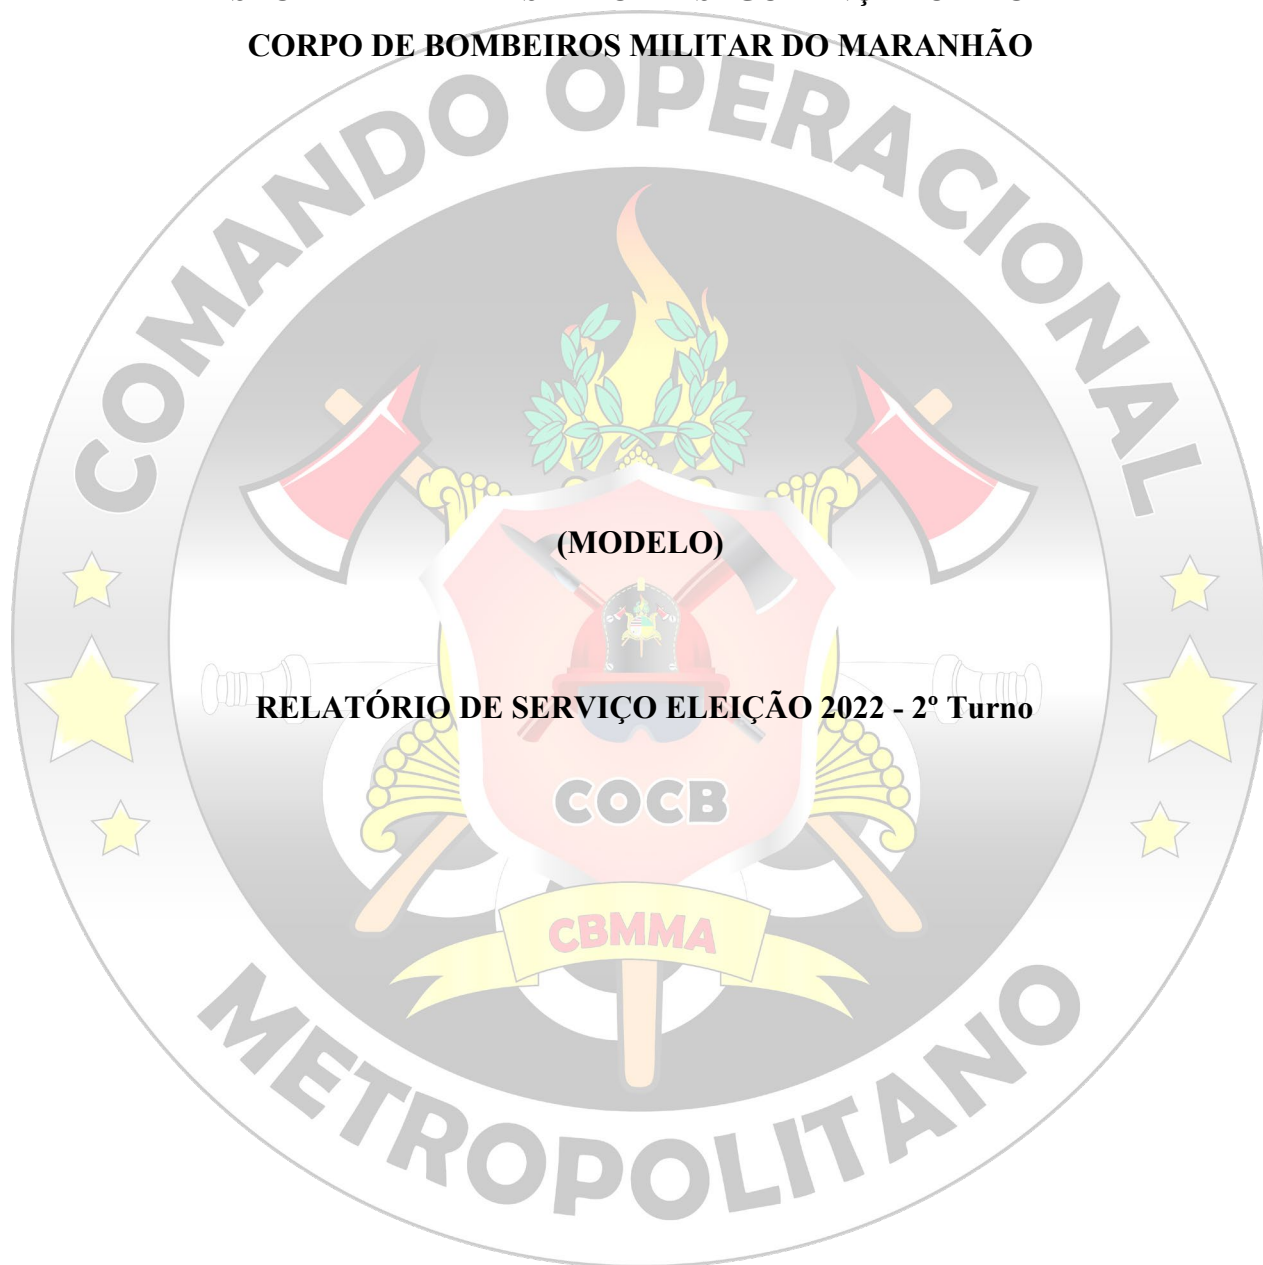 CORPO DE BOMBEIROS MILITAR DO MARANHÃO
COMANDO OPERACIONAL
(MODELO)
RELATÓRIO DE SERVIÇO ELEIÇÃO 2022 - 2º Turno
COCB
CBMMA
METROPOLITANO